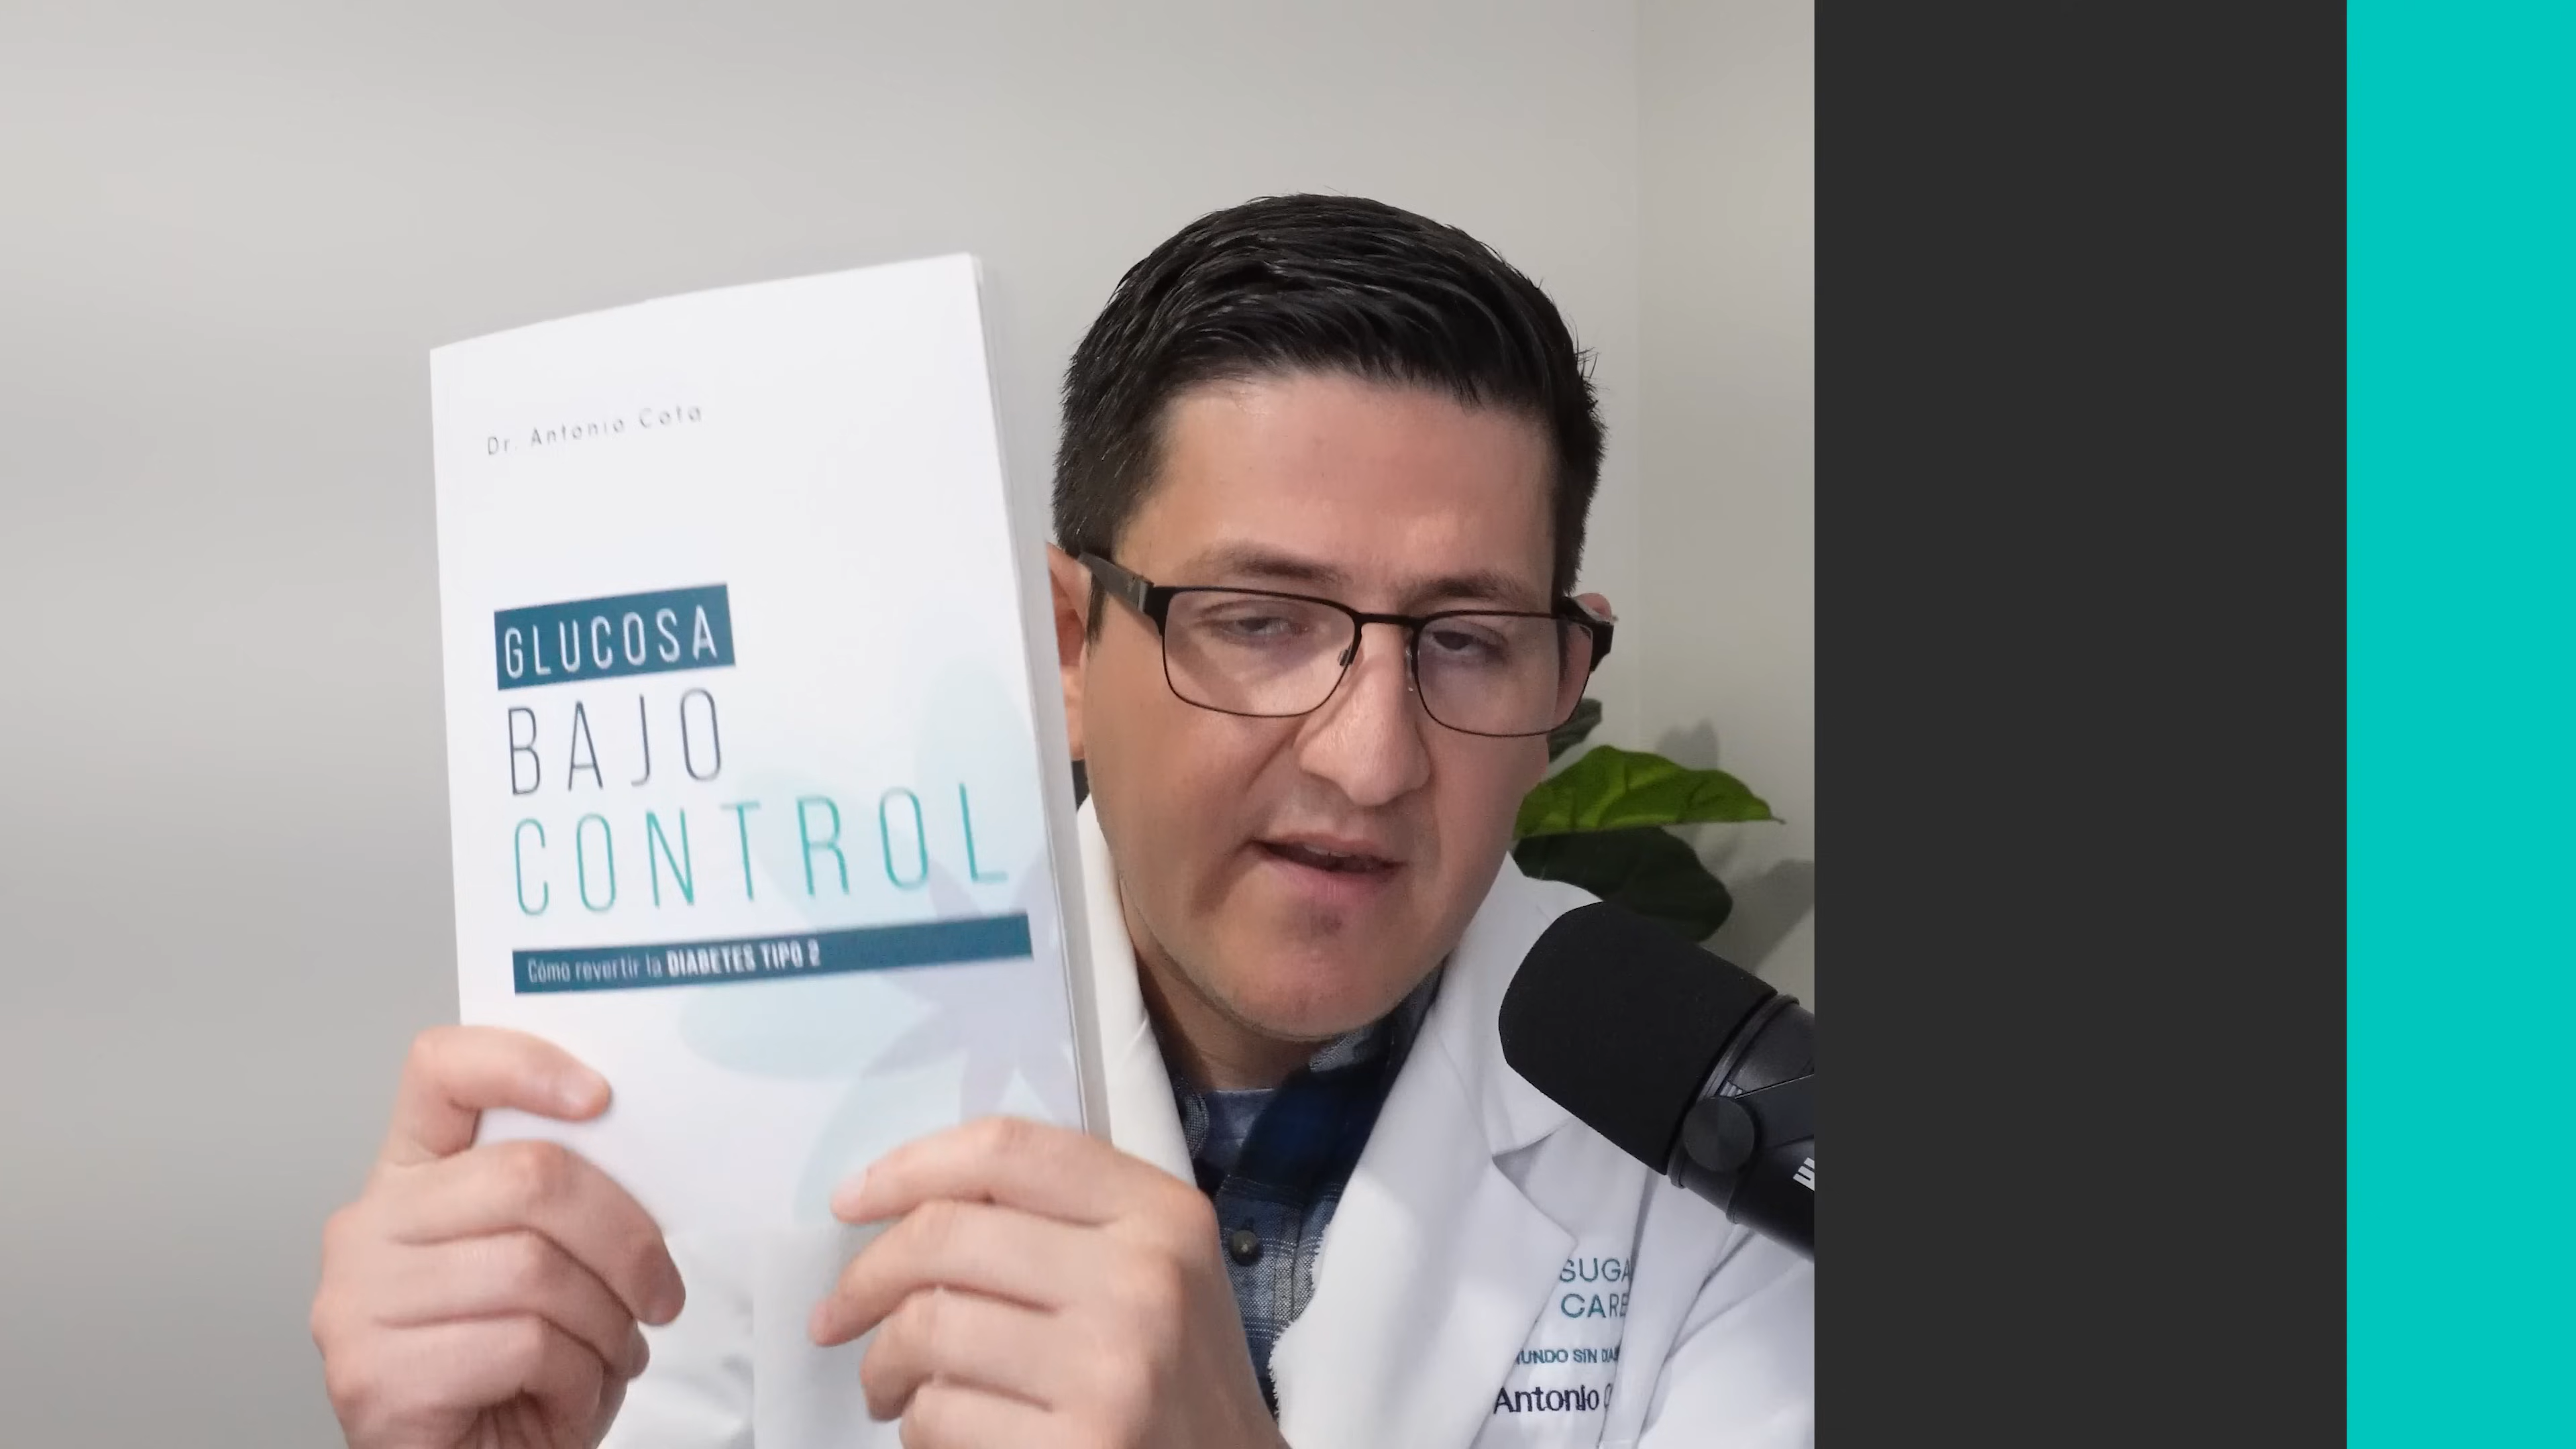 Dr. Antonio Cota
GLUCOSA
BAJO
CONTROL
Cómo revertir la DIABETES TIPO 2
SUGA
CARE
UNDO SIN DIA
Antonio C